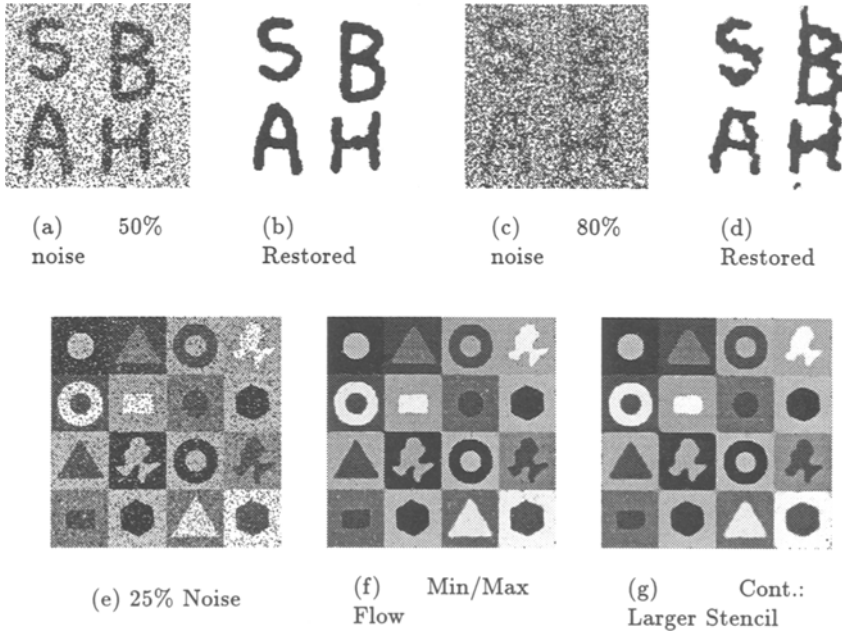 S B
A H
S B
A H
S B
A H
S B
A H
(a) 50%
noise
(b)
Restored
(c) 80%
noise
(d)
Restored
(e) 25% Noise
(f) Min/Max
Flow
(g) Cont.:
Larger Stencil